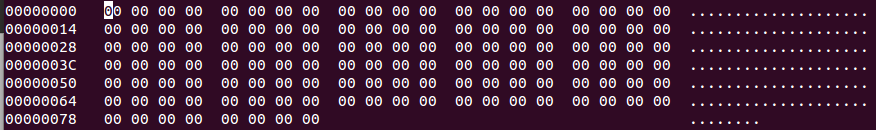 00000000 00 00 00 00 00 00 00 00 00 00 00 00 00 00 00 00 00 00 00 00 ....................
00000014 00 00 00 00 00 00 00 00 00 00 00 00 00 00 00 00 00 00 00 00 ....................
00000028 00 00 00 00 00 00 00 00 00 00 00 00 00 00 00 00 00 00 00 00 ....................
0000003C 00 00 00 00 00 00 00 00 00 00 00 00 00 00 00 00 00 00 00 00 ....................
00000050 00 00 00 00 00 00 00 00 00 00 00 00 00 00 00 00 00 00 00 00 ....................
00000064 00 00 00 00 00 00 00 00 00 00 00 00 00 00 00 00 00 00 00 00 ....................
00000078 00 00 00 00 00 00 00 00 ........